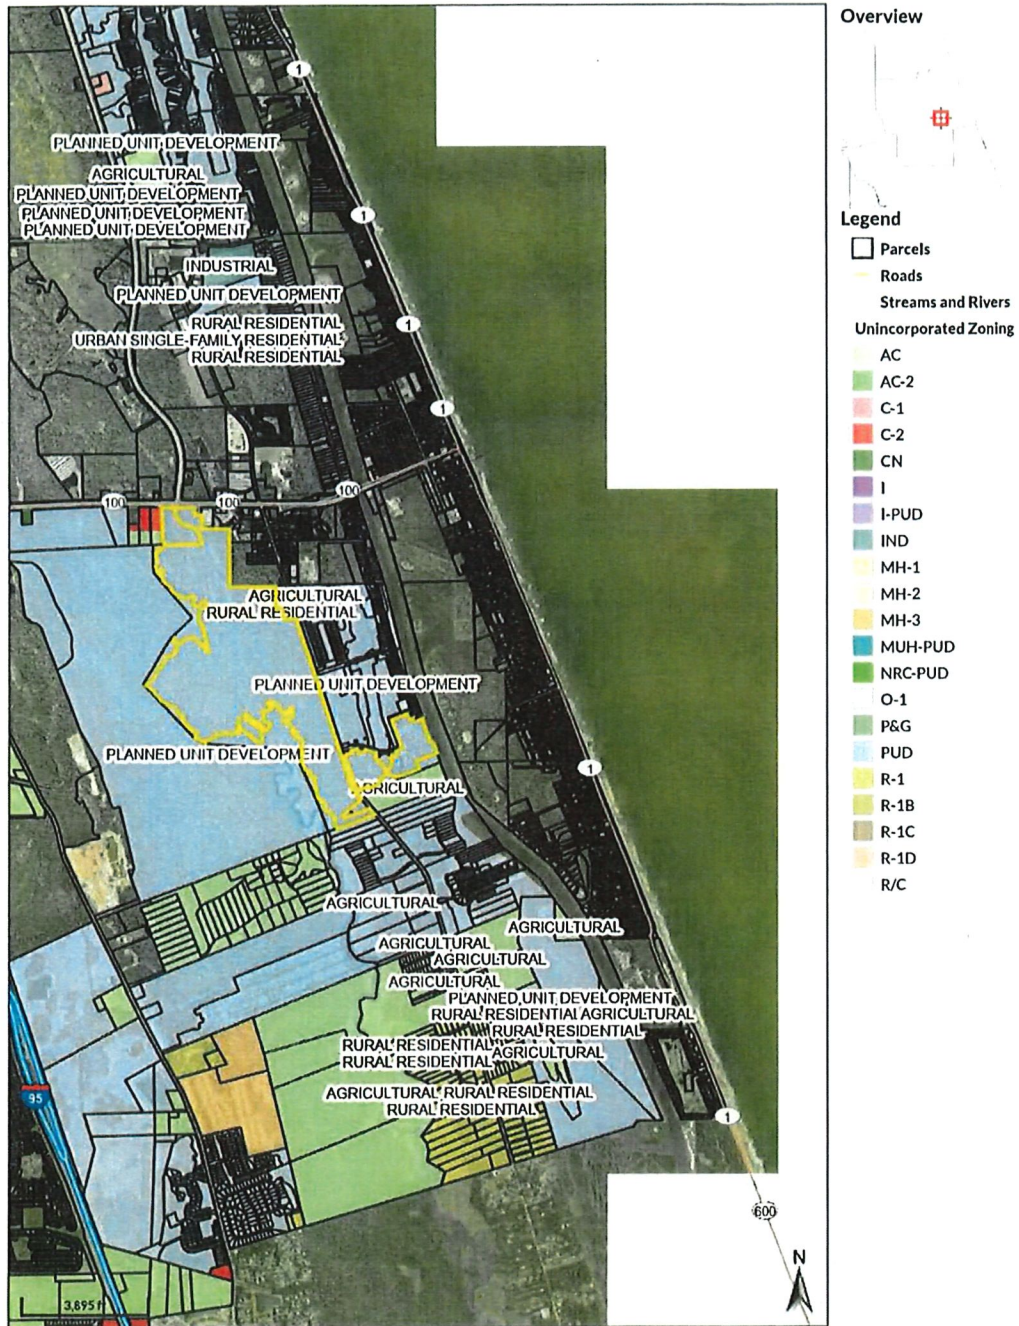 1
PLANNED UNIT DEVELOPMENT
AGRICULTURAL
PLANNED UNIT DEVELOPMENT
PLANNED UNIT DEVELOPMENT
PLANNED UNIT DEVELOPMENT
1
INDUSTRIAL
PLANNED UNIT DEVELOPMENT
RURAL RESIDENTIAL
1
URBAN SINGLE-FAMILY RESIDENTIAL
RURAL RESIDENTIAL
1
100
100
100
AGRICULTURAL
RURAL RESIDENTIAL
PLANNED UNIT DEVELOPMENT
PLANNED UNIT DEVELOPMENT
1
AGRICULTURAL
AGRICULTURAL
AGRICULTURAL
AGRICULTURAL
AGRICULTURAL
AGRICULTURAL
PLANNED UNIT DEVELOPMENT
RURAL RESIDENTIAL AGRICULTURAL
RURAL RESIDENTIAL
RURAL RESIDENTIAL
AGRICULTURAL
RURAL RESIDENTIAL
AGRICULTURAL RURAL RESIDENTIAL
RURAL RESIDENTIAL
95
1
600
N
3,895 ft
Overview
Legend
Parcels
Roads
Streams and Rivers
Unincorporated Zoning
AC
AC-2
C-1
C-2
CN
I
I-PUD
IND
MH-1
MH-2
MH-3
MUH-PUD
NRC-PUD
O-1
P&G
PUD
R-1
R-1B
R-1C
R-1D
R/C